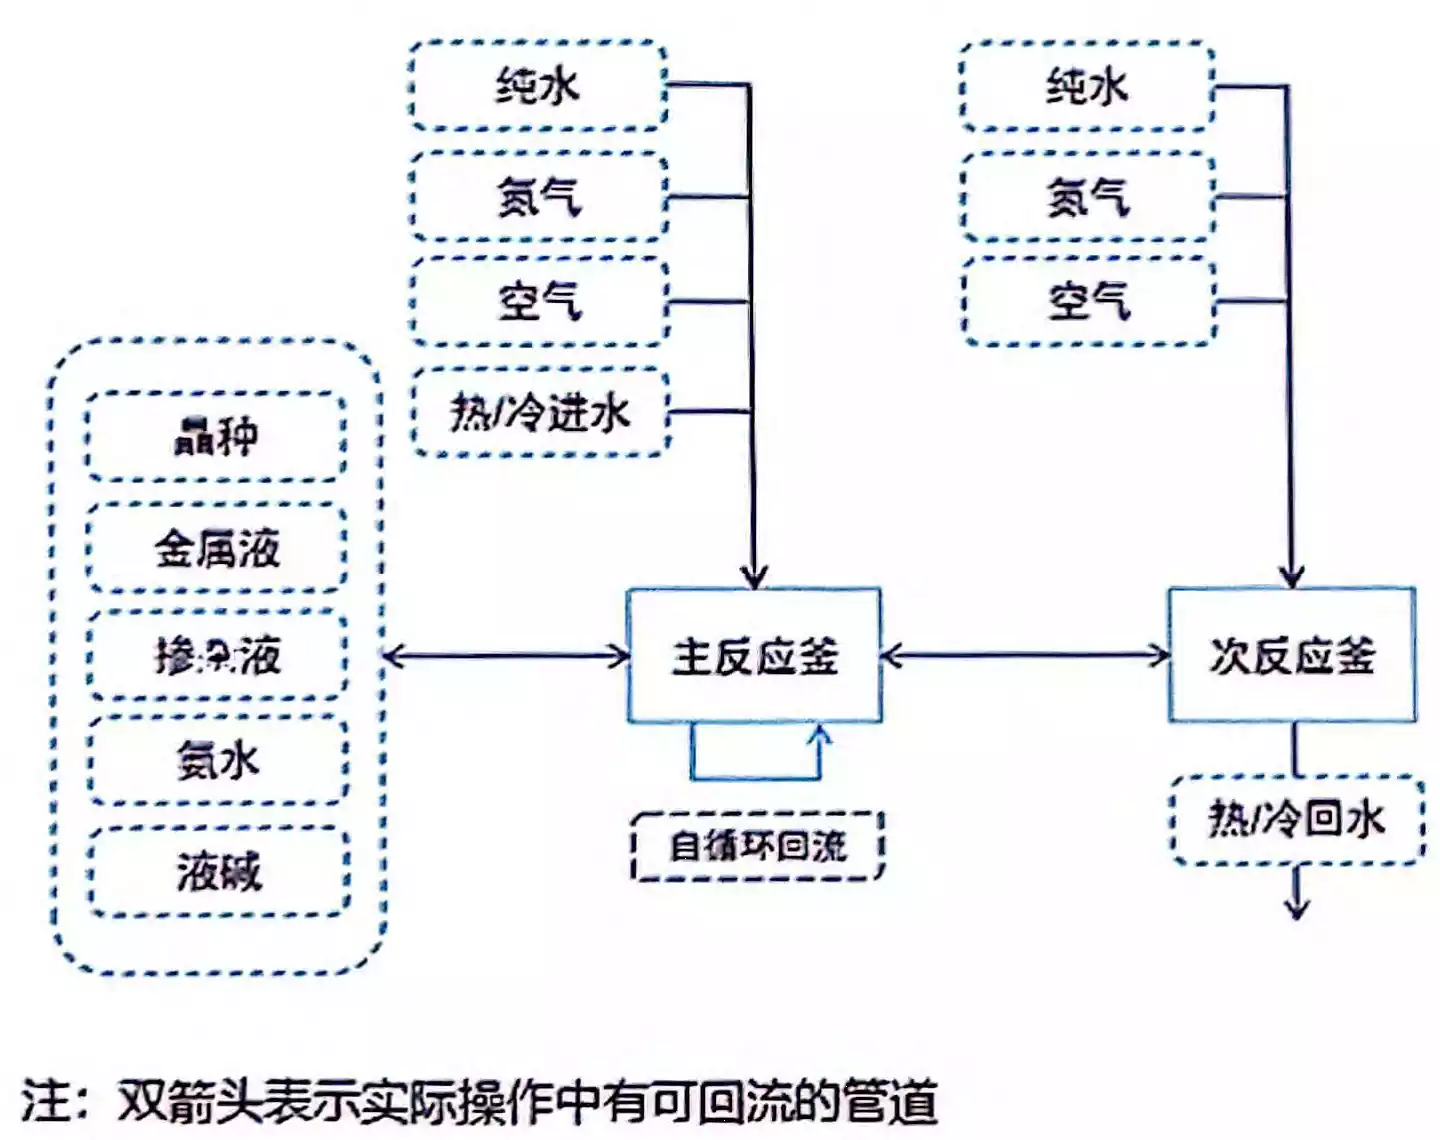 纯水
氮气
空气
热/冷进水
纯水
氮气
空气
晶种
金属液
掺杂液
氨水
液碱
主反应釜
次反应釜
自循环回流
热/冷回水
注：双箭头表示实际操作中有可回流的管道